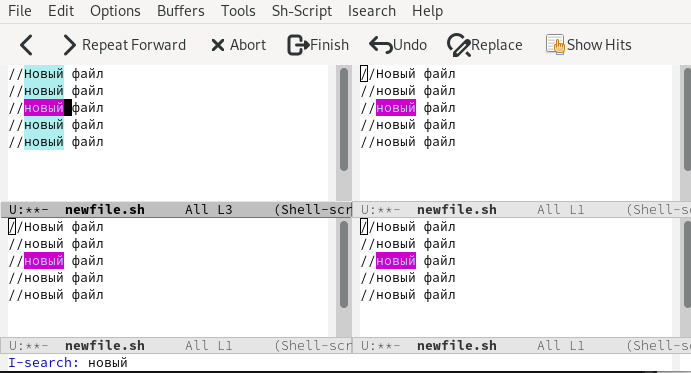 File Edit Options Buffers Tools Sh-Script Isearch Help
Repeat Forward Abort Finish Undo Replace Show Hits
//Новый файл
//новый файл
//новый файл
//новый файл
//новый файл
U:**- newfile.sh All L3 (Shell-scr
//Новый файл
//новый файл
//новый файл
//новый файл
//новый файл
U:**- newfile.sh All L1 (Shell-sc
//Новый файл
//новый файл
//новый файл
//новый файл
//новый файл
U:**- newfile.sh All L1 (Shell-scr
//Новый файл
//новый файл
//новый файл
//новый файл
//новый файл
U:**- newfile.sh All L1 (Shell-sc
I-search: новый